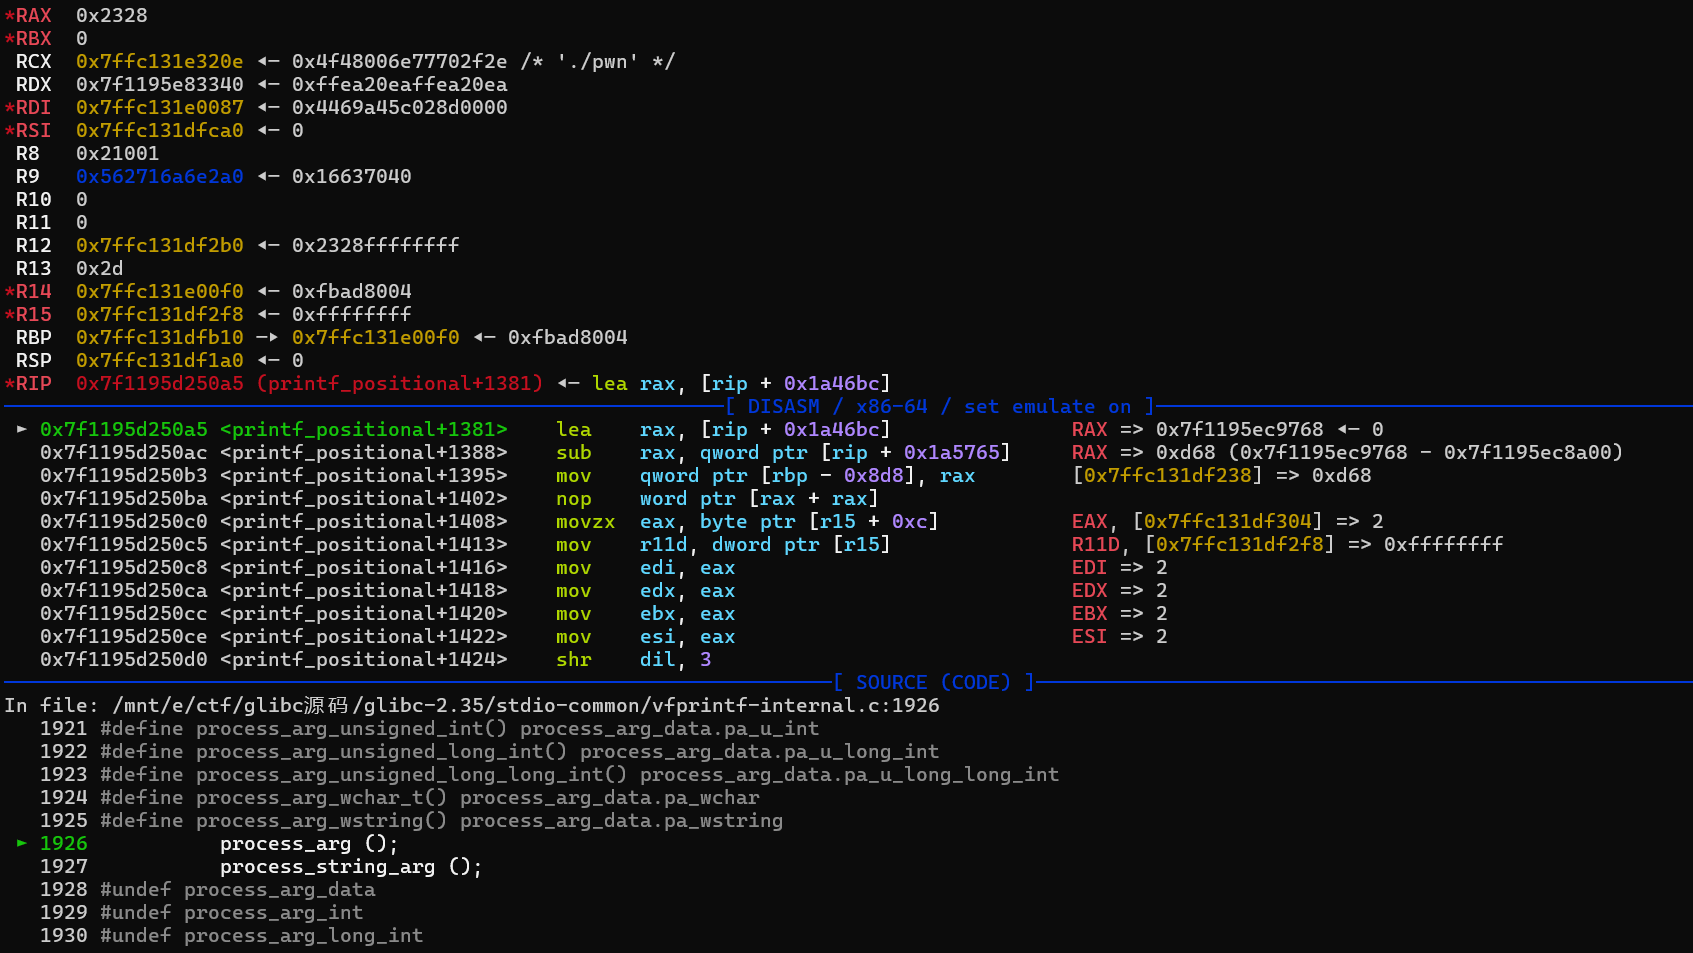 *RAX  0x2328
*RBX  0
 RCX  0x7ffc131e320e ◂— 0x4f48006e77702f2e /* './pwn' */
 RDX  0x7f1195e83340 ◂— 0xffea20eaffea20ea
*RDI  0x7ffc131e0087 ◂— 0x4469a45c028d0000
*RSI  0x7ffc131dfca0 ◂— 0
 R8   0x21001
 R9   0x562716a6e2a0 ◂— 0x16637040
 R10  0
 R11  0
 R12  0x7ffc131df2b0 ◂— 0x2328ffffffff
 R13  0x2d
*R14  0x7ffc131e00f0 ◂— 0xfbad8004
*R15  0x7ffc131df2f8 ◂— 0xffffffff
 RBP  0x7ffc131dfb10 —▸ 0x7ffc131e00f0 ◂— 0xfbad8004
 RSP  0x7ffc131df1a0 ◂— 0
*RIP  0x7f1195d250a5 (printf_positional+1381) ◂— lea rax, [rip + 0x1a46bc]
[ DISASM / x86-64 / set emulate on ]
 ► 0x7f1195d250a5 <printf_positional+1381>    lea    rax, [rip + 0x1a46bc]               RAX => 0x7f1195ec9768 ◂— 0
   0x7f1195d250ac <printf_positional+1388>    sub    rax, qword ptr [rip + 0x1a5765]     RAX => 0xd68 (0x7f1195ec9768 - 0x7f1195ec8a00)
   0x7f1195d250b3 <printf_positional+1395>    mov    qword ptr [rbp - 0x8d8], rax        [0x7ffc131df238] => 0xd68
   0x7f1195d250ba <printf_positional+1402>    nop    word ptr [rax + rax]
   0x7f1195d250c0 <printf_positional+1408>    movzx  eax, byte ptr [r15 + 0xc]           EAX, [0x7ffc131df304] => 2
   0x7f1195d250c5 <printf_positional+1413>    mov    r11d, dword ptr [r15]               R11D, [0x7ffc131df2f8] => 0xffffffff
   0x7f1195d250c8 <printf_positional+1416>    mov    edi, eax                            EDI => 2
   0x7f1195d250ca <printf_positional+1418>    mov    edx, eax                            EDX => 2
   0x7f1195d250cc <printf_positional+1420>    mov    ebx, eax                            EBX => 2
   0x7f1195d250ce <printf_positional+1422>    mov    esi, eax                            ESI => 2
   0x7f1195d250d0 <printf_positional+1424>    shr    dil, 3
[ SOURCE (CODE) ]
In file: /mnt/e/ctf/glibc源码/glibc-2.35/stdio-common/vfprintf-internal.c:1926
   1921 #define process_arg_unsigned_int() process_arg_data.pa_u_int
   1922 #define process_arg_unsigned_long_int() process_arg_data.pa_u_long_int
   1923 #define process_arg_unsigned_long_long_int() process_arg_data.pa_u_long_long_int
   1924 #define process_arg_wchar_t() process_arg_data.pa_wchar
   1925 #define process_arg_wstring() process_arg_data.pa_wstring
 ► 1926           process_arg ();
   1927           process_string_arg ();
   1928 #undef process_arg_data
   1929 #undef process_arg_int
   1930 #undef process_arg_long_int